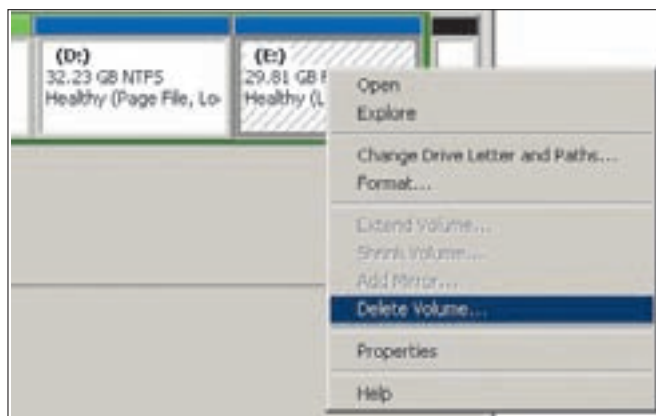 (D:)
32.23 GB NTFS
Healthy (Page File, Lo
(E:)
29.81 GB F
Healthy (L
Open
Explore
Change Drive Letter and Paths...
Format...
Extend Volume...
Shrink Volume...
Add Mirror...
Delete Volume...
Properties
Help